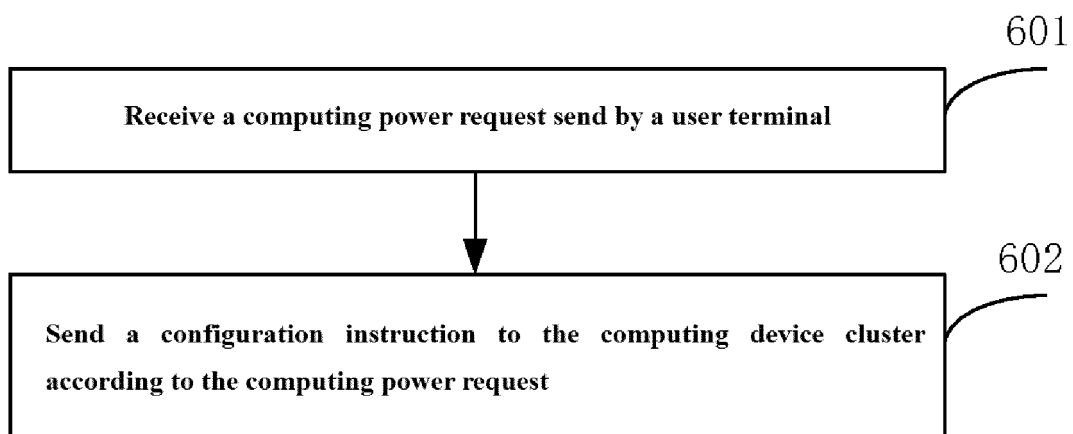 601
Receive a computing power request send by a user terminal
602
Send a configuration instruction to the computing device cluster
according to the computing power request